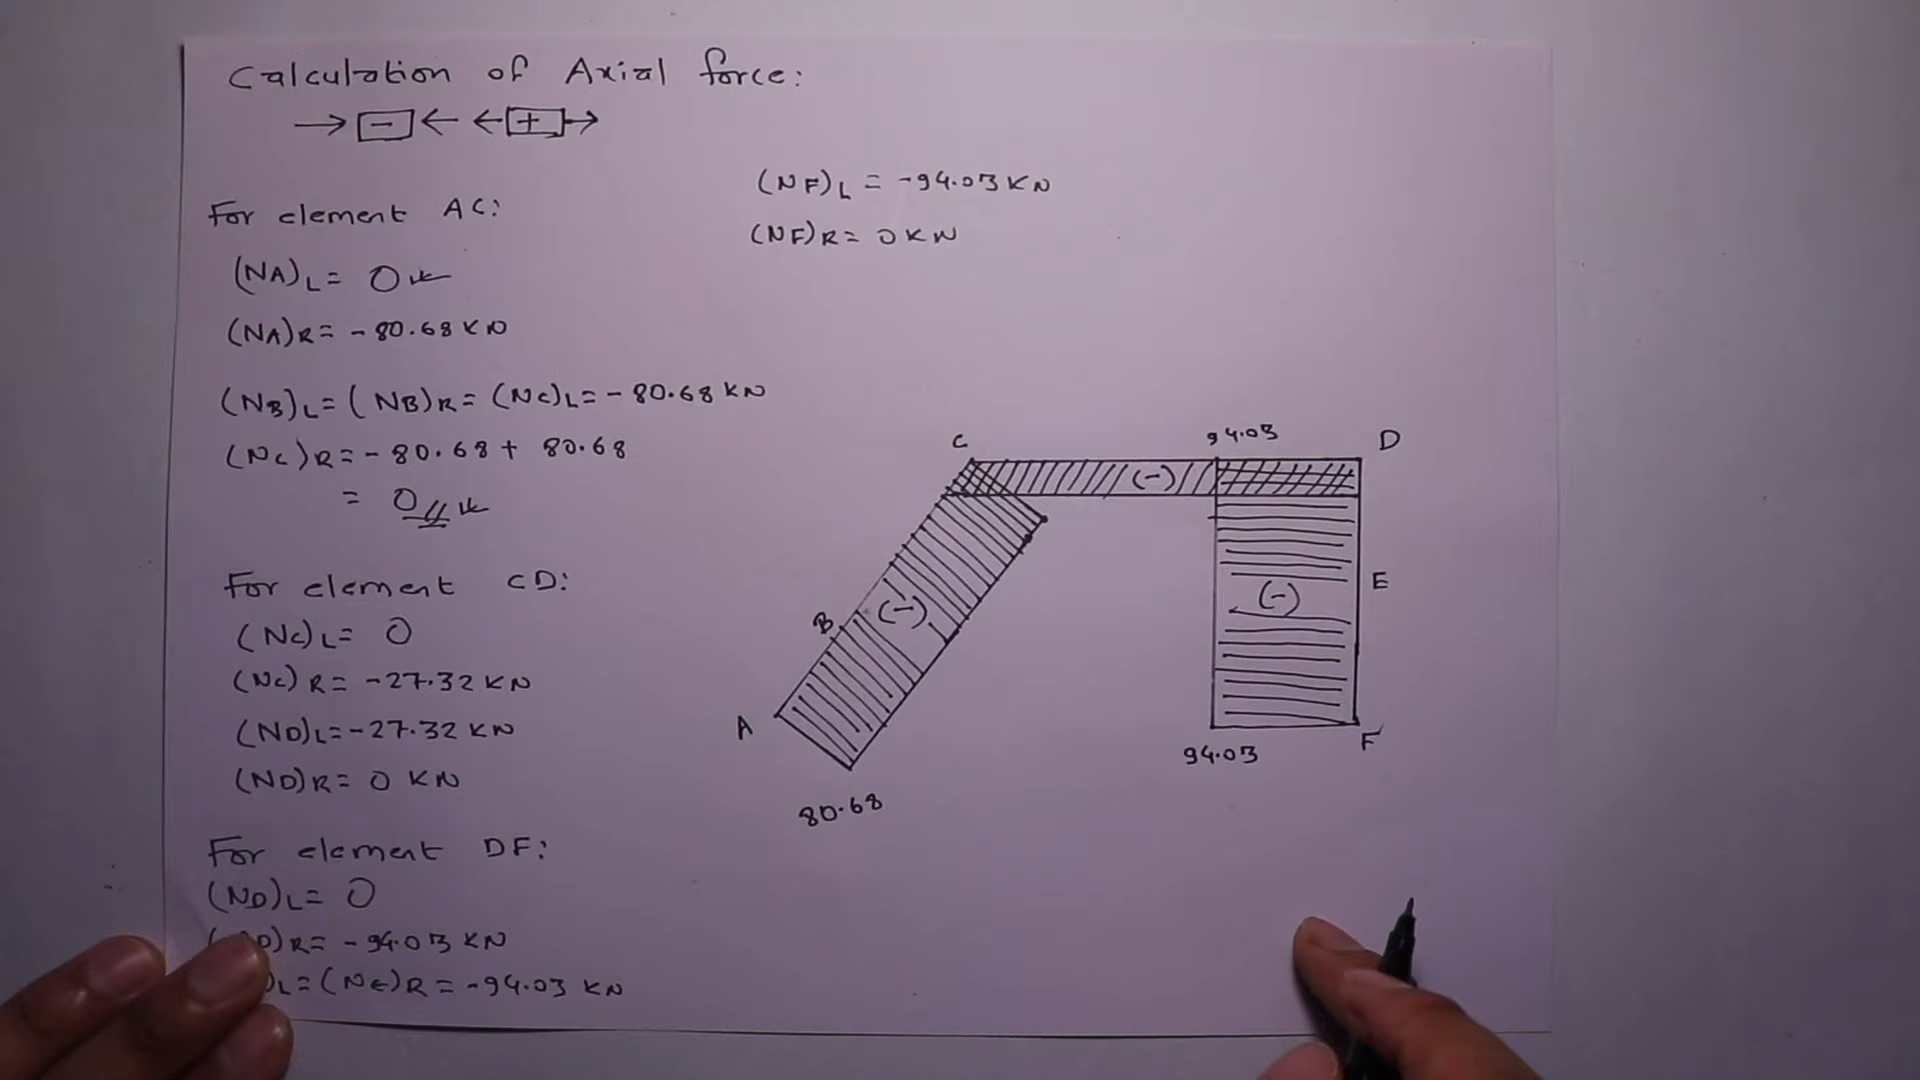 Calculation of Axial force:
→ - ← ← + →
For element AC:
(NA)L = 0
(NA)R = - 80.68 KN
(NB)L = (NB)R = (NC)L = - 80.68 KN
(NC)R = - 80.68 + 80.68
= 0
For element CD:
(NC)L = 0
(NC)R = -27.32 KN
(ND)L = -27.32 KN
(ND)R = 0 KN
For element DF:
(ND)L = 0
D)R = - 94.03 KN
)L = (NE)R = -94.03 KN
(NF)L = -94.03 KN
(NF)R = 0 KN
C
94.03
D
(-)
E
(-)
B
(-)
A
F
94.03
80.68